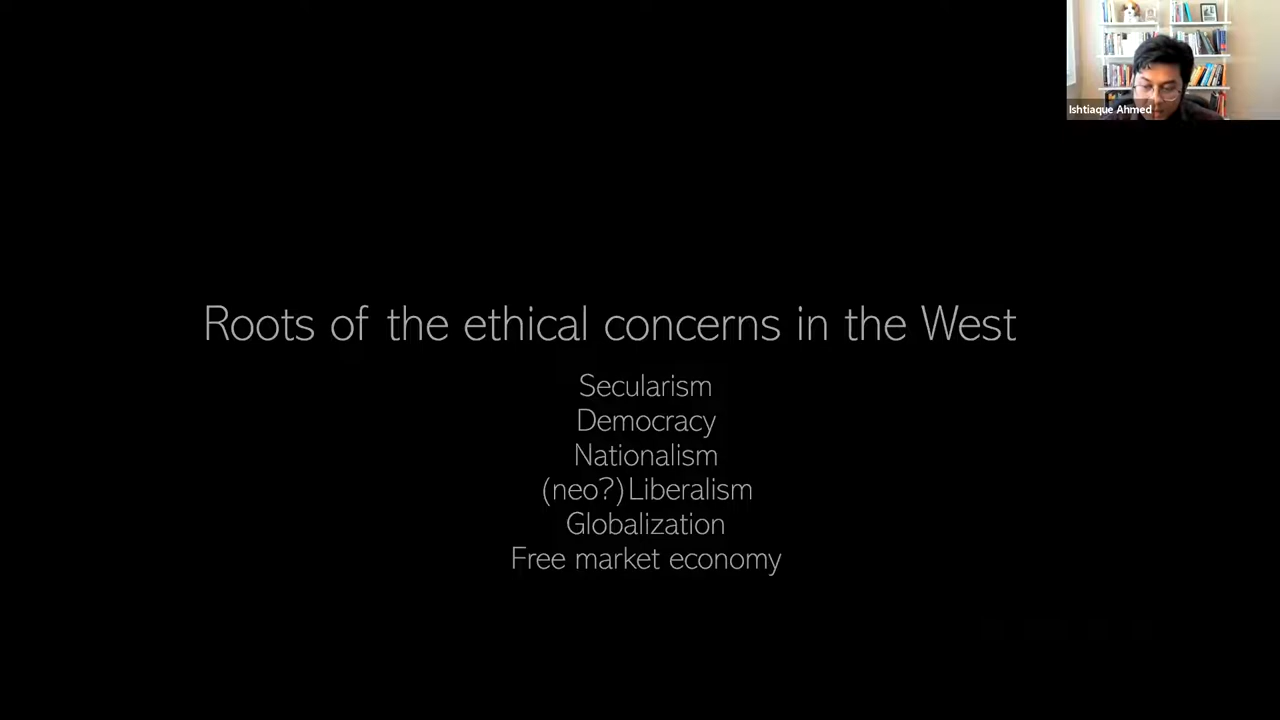 Ishtiaque Ahmed
Roots of the ethical concerns in the West
Secularism
Democracy
Nationalism
(neo?)Liberalism
Globalization
Free market economy